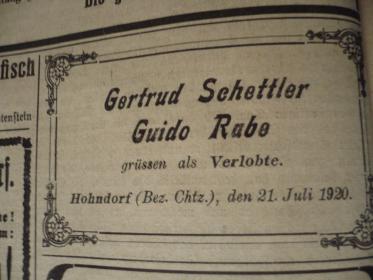 fisch
Gertrud Schettler
Guido Rabe
grüssen als Verlobte.
Hohndorf (Bez. Chtz.), den 21. Juli 1920.